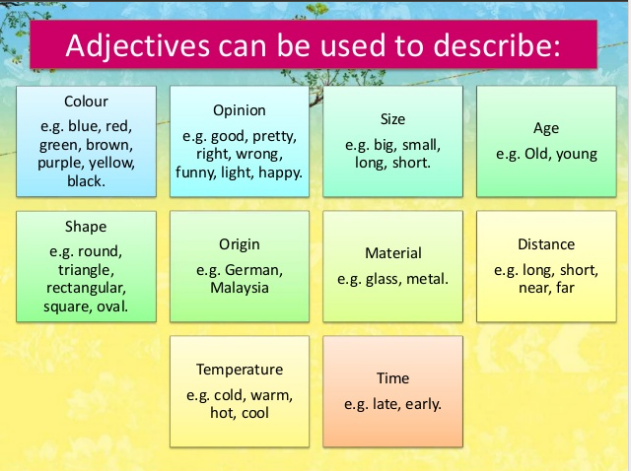 Adjectives can be used to describe:
Colour
e.g. blue, red,
green, brown,
purple, yellow,
black.
Opinion
e.g. good, pretty,
right, wrong,
funny, light, happy.
Size
e.g. big, small,
long, short.
Age
e.g. Old, young
Shape
e.g. round,
triangle,
rectangular,
square, oval.
Origin
e.g. German,
Malaysia
Material
e.g. glass, metal.
Distance
e.g. long, short,
near, far
Temperature
e.g. cold, warm,
hot, cool
Time
e.g. late, early.